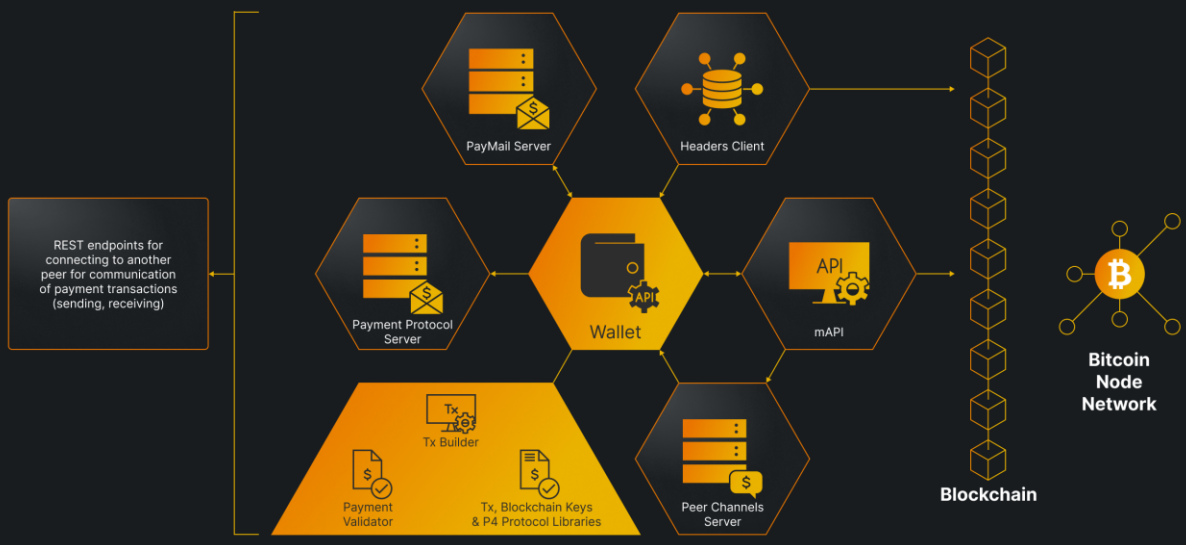 PayMail Server
Headers Client
REST endpoints for
connecting to another
peer for communication
of payment transactions
(sending, receiving)
Payment Protocol
Server
API
Wallet
API
mAPI
Bitcoin
Node
Network
Tx
Tx Builder
$
Payment
Validator
$
Tx, Blockchain Keys
& P4 Protocol Libraries
$
Peer Channels
Server
Blockchain
$
$
₿